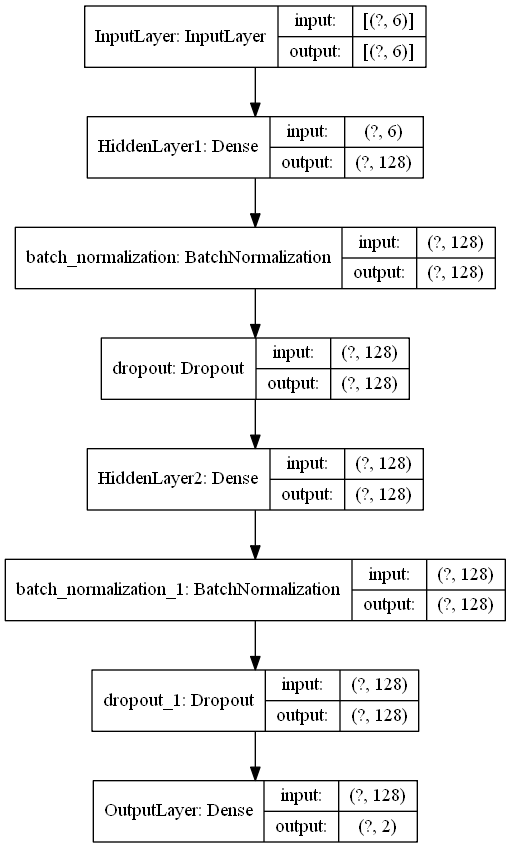 InputLayer: InputLayer
input: [(?, 6)]
output: [(?, 6)]
HiddenLayer1: Dense
input: (?, 6)
output: (?, 128)
batch_normalization: BatchNormalization
input: (?, 128)
output: (?, 128)
dropout: Dropout
input: (?, 128)
output: (?, 128)
HiddenLayer2: Dense
input: (?, 128)
output: (?, 128)
batch_normalization_1: BatchNormalization
input: (?, 128)
output: (?, 128)
dropout_1: Dropout
input: (?, 128)
output: (?, 128)
OutputLayer: Dense
input: (?, 128)
output: (?, 2)